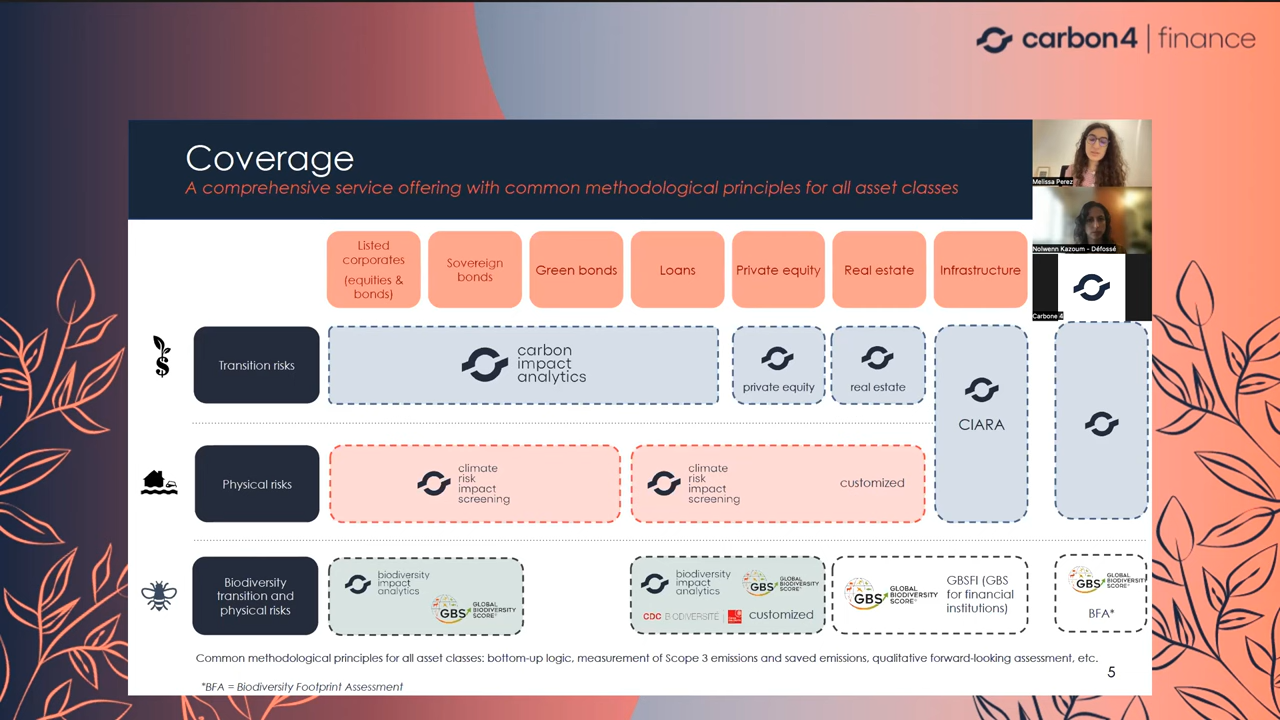 carbon4 | finance
Coverage
A comprehensive service offering with common methodological principles for all asset classes
Melissa Perez
Nolwenn Kazoum - Défossé
Carbone 4
Listed
corporates
(equities &
bonds)
Sovereign
bonds
Green bonds
Loans
Private equity
Real estate
Infrastructure
Transition risks
carbon
impact
analytics
private equity
real estate
CIARA
Physical risks
climate
risk
impact
screening
climate
risk
impact
screening
customized
Biodiversity
transition and
physical risks
biodiversity
impact
analytics
GBS GLOBAL
BIODIVERSITY
SCORE
biodiversity
impact
analytics
GBS GLOBAL
BIODIVERSITY
SCORE
CDC BIODIVERSITÉ
customized
GBS GLOBAL
BIODIVERSITY
SCORE
GBSFI (GBS
for financial
institutions)
GBS GLOBAL
BIODIVERSITY
SCORE
BFA*
Common methodological principles for all asset classes: bottom-up logic, measurement of Scope 3 emissions and saved emissions, qualitative forward-looking assessment, etc.
5
*BFA = Biodiversity Footprint Assessment